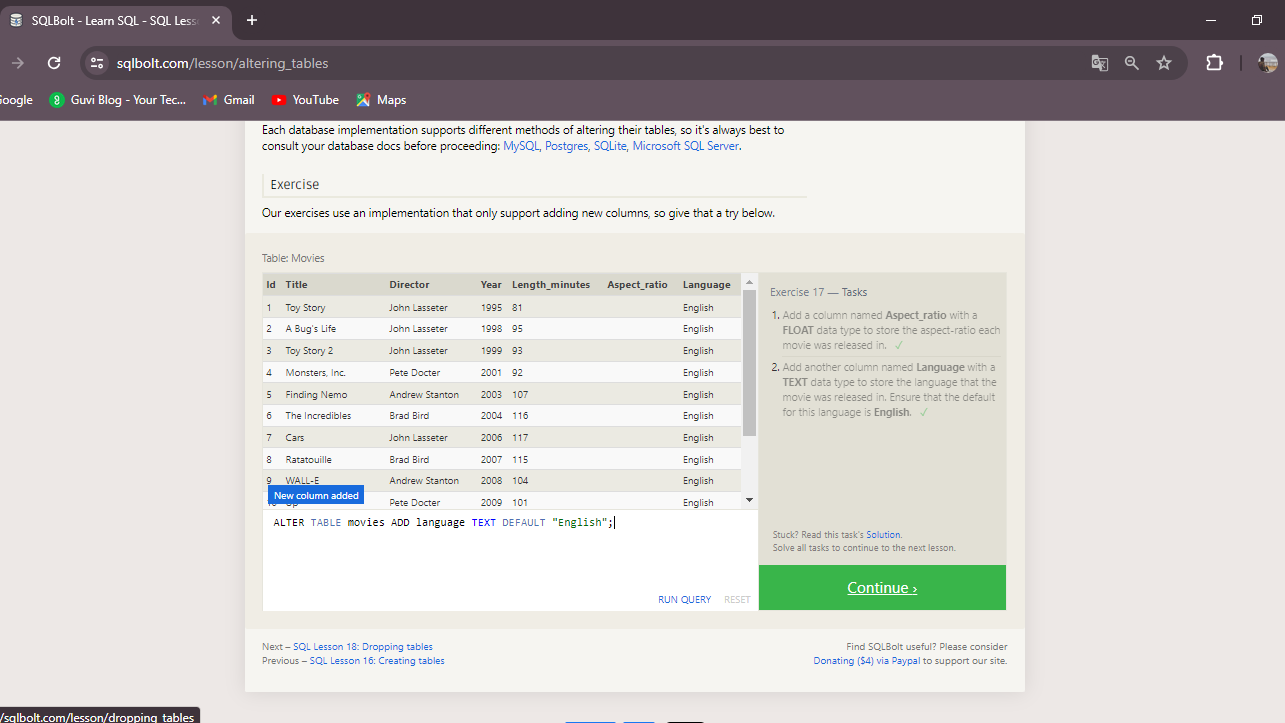 SQLBolt - Learn SQL - SQL Less
sqlbolt.com/lesson/altering_tables
Google
Guvi Blog - Your Tec...
Gmail
YouTube
Maps
Each database implementation supports different methods of altering their tables, so it's always best to
consult your database docs before proceeding: MySQL, Postgres, SQLite, Microsoft SQL Server.
Exercise
Our exercises use an implementation that only support adding new columns, so give that a try below.
Table: Movies
Id Title Director Year Length_minutes Aspect_ratio Language
1 Toy Story John Lasseter 1995 81 English
2 A Bug's Life John Lasseter 1998 95 English
3 Toy Story 2 John Lasseter 1999 93 English
4 Monsters, Inc. Pete Docter 2001 92 English
5 Finding Nemo Andrew Stanton 2003 107 English
6 The Incredibles Brad Bird 2004 116 English
7 Cars John Lasseter 2006 117 English
8 Ratatouille Brad Bird 2007 115 English
9 WALL-E Andrew Stanton 2008 104 English
Pete Docter 2009 101 English
New column added
ALTER TABLE movies ADD language TEXT DEFAULT "English";
RUN QUERY RESET
Exercise 17 — Tasks
1. Add a column named Aspect_ratio with a
FLOAT data type to store the aspect-ratio each
movie was released in. ✓
2. Add another column named Language with a
TEXT data type to store the language that the
movie was released in. Ensure that the default
for this language is English. ✓
Stuck? Read this task's Solution.
Solve all tasks to continue to the next lesson.
Continue ›
Next – SQL Lesson 18: Dropping tables
Previous – SQL Lesson 16: Creating tables
Find SQLBolt useful? Please consider
Donating ($4) via Paypal to support our site.
/sqlbolt.com/lesson/dropping_tables